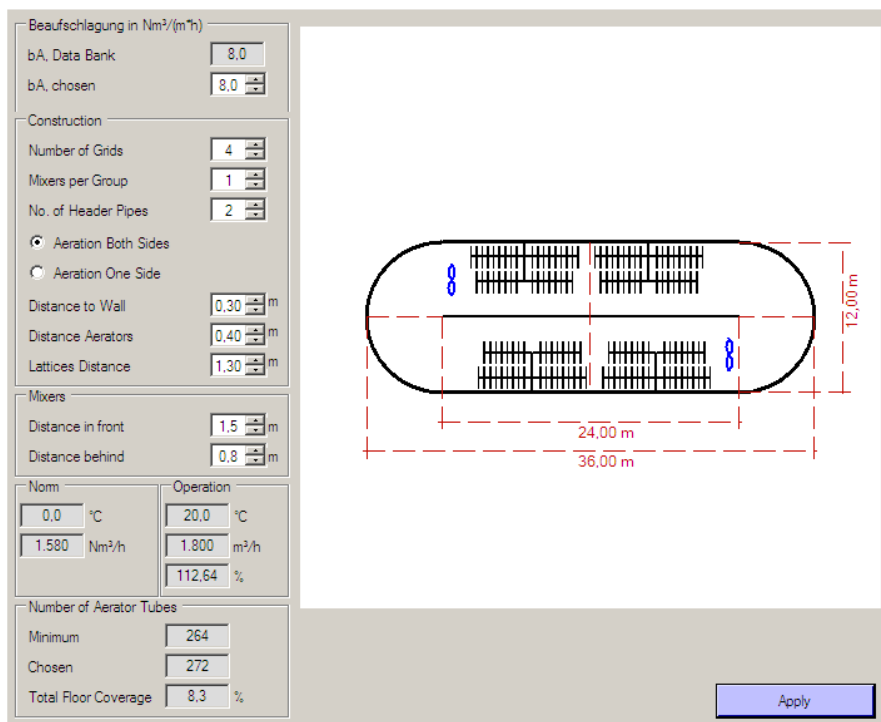 Beaufschlagung in Nm³/(m*h)
bA, Data Bank 8,0
bA, chosen 8,0
Construction
Number of Grids 4
Mixers per Group 1
No. of Header Pipes 2
Aeration Both Sides
Aeration One Side
Distance to Wall 0,30 m
Distance Aerators 0,40 m
Lattices Distance 1,30 m
Mixers
Distance in front 1,5 m
Distance behind 0,8 m
Norm Operation
0,0 °C 20,0 °C
1.580 Nm³/h 1.800 m³/h
112,64 %
Number of Aerator Tubes
Minimum 264
Chosen 272
Total Floor Coverage 8,3 %
12,00 m
24,00 m
36,00 m
Apply